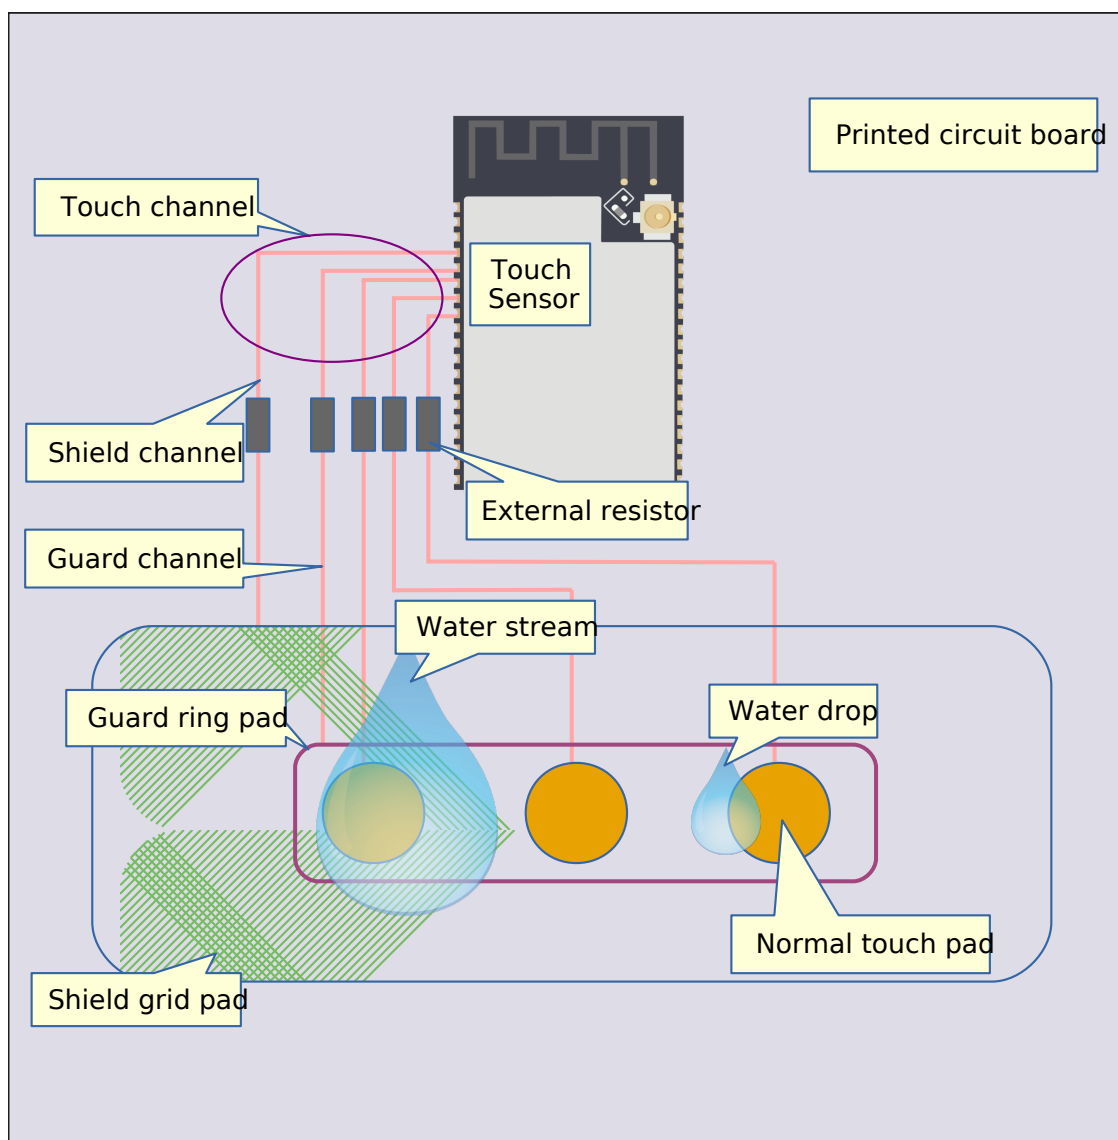 Printed circuit board
Touch channel
Touch
Sensor
Shield channel
External resistor
Guard channel
Water stream
Guard ring pad
Water drop
Normal touch pad
Shield grid pad